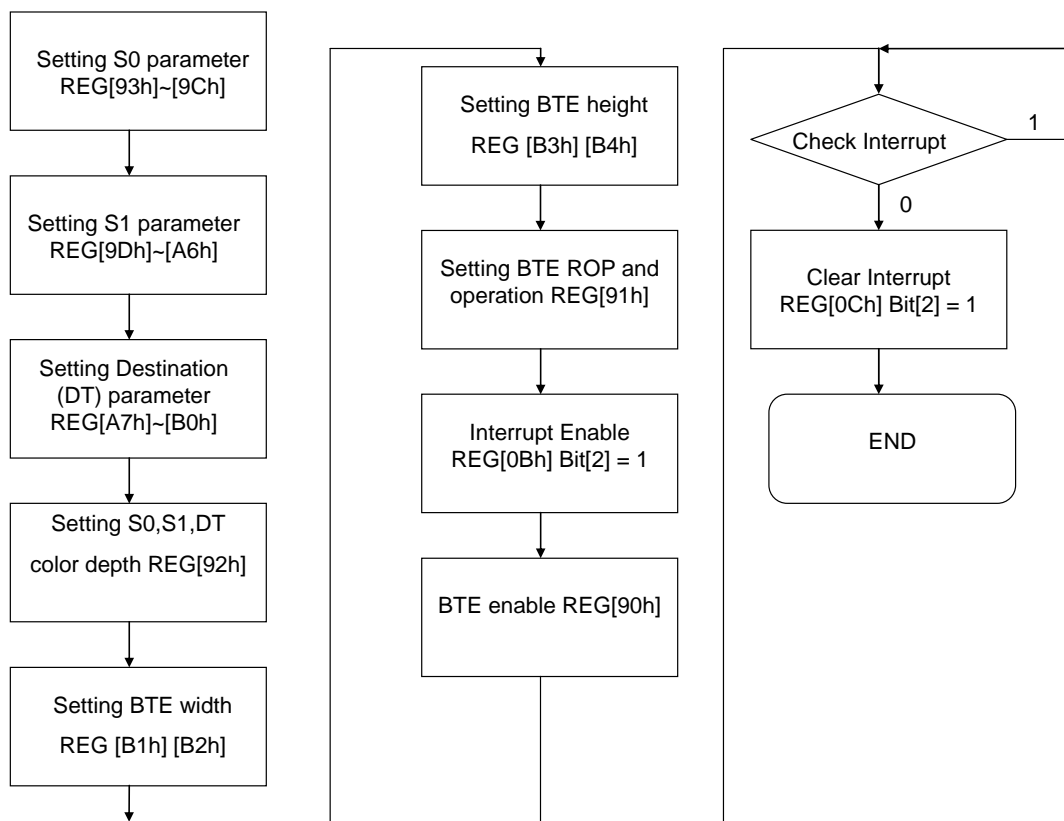 Setting S0 parameter
REG[93h]~[9Ch]
Setting S1 parameter
REG[9Dh]~[A6h]
Setting Destination
(DT) parameter
REG[A7h]~[B0h]
Setting S0,S1,DT
color depth REG[92h]
Setting BTE width
REG [B1h] [B2h]
Setting BTE height
REG [B3h] [B4h]
Setting BTE ROP and
operation REG[91h]
Interrupt Enable
REG[0Bh] Bit[2] = 1
BTE enable REG[90h]
Check Interrupt
1
0
Clear Interrupt
REG[0Ch] Bit[2] = 1
END